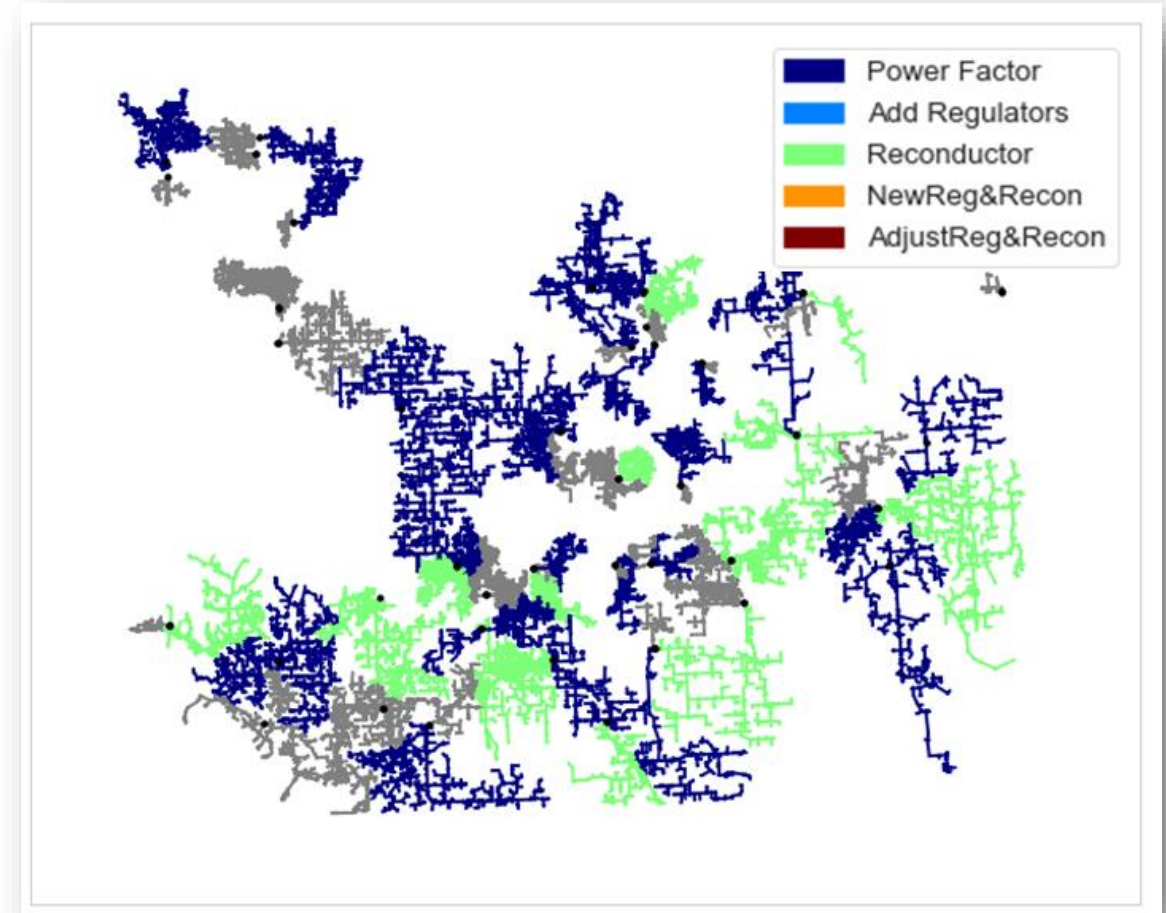 Power Factor
Add Regulators
Reconductor
NewReg&Recon
AdjustReg&Recon